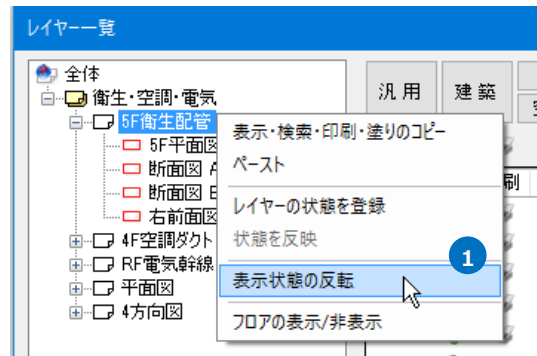 レイヤー一覧
全体
汎用
建築
衛生・空調・電気
5F衛生配管
表示・検索・印刷・塗りのコピー
5F平面図
断面図 A
ペースト
刷
断面図 B
レイヤーの状態を登録
右前面図
4F空調ダクト
状態を反映
1
RF電気幹線
表示状態の反転
平面図
4方向図
フロアの表示/非表示